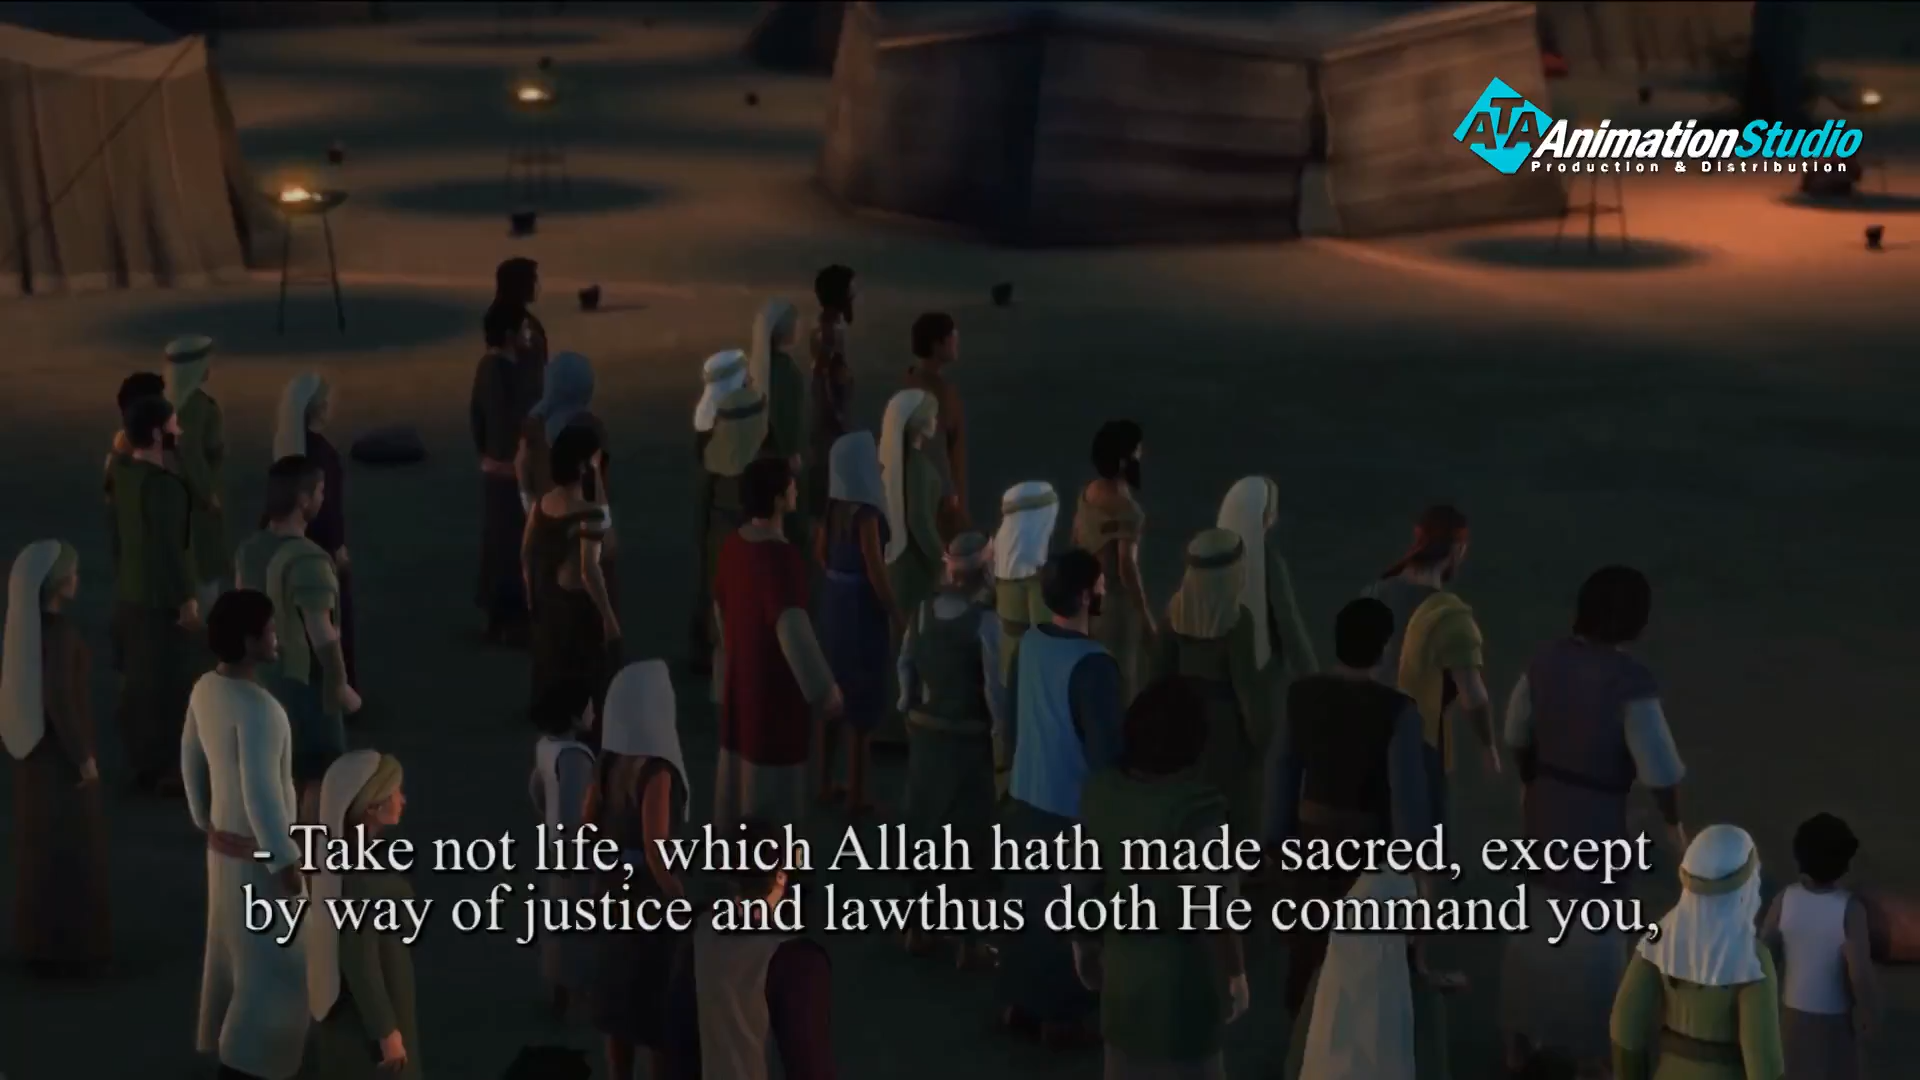 ATA
AnimationStudio
Production & Distribution
- Take not life, which Allah hath made sacred, except
by way of justice and lawthus doth He command you,